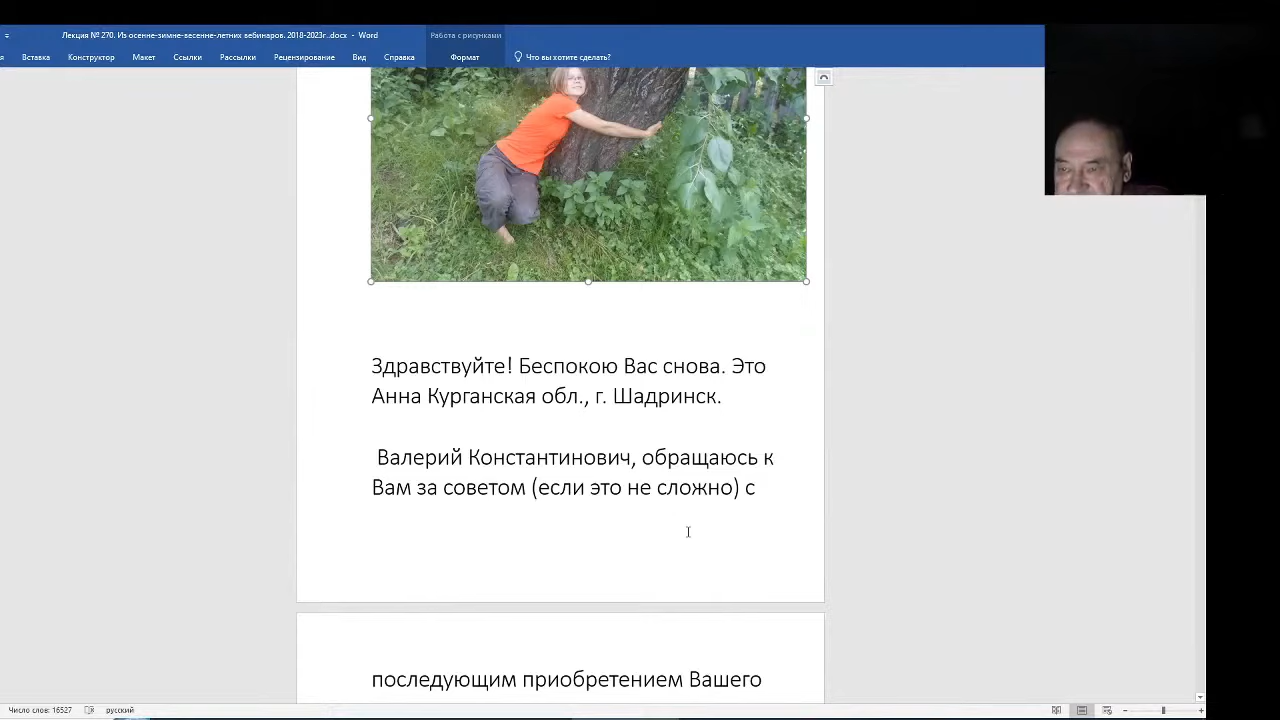 Лекция № 270. Из осенне-зимне-весенне-летних вебинаров. 2018-2023г..docx - Word
Работа с рисунками
Вставка Конструктор Макет Ссылки Рассылки Рецензирование Вид Справка Формат Что вы хотите сделать?
Здравствуйте! Беспокою Вас снова. Это
Анна Курганская обл., г. Шадринск.
Валерий Константинович, обращаюсь к
Вам за советом (если это не сложно) с
последующим приобретением Вашего
Число слов: 16527 русский